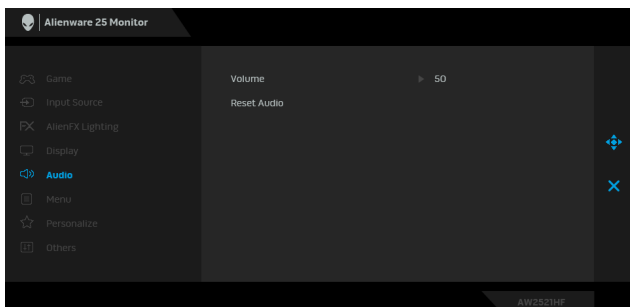 Alienware 25 Monitor
Game
Input Source
AlienFX Lighting
Display
Audio
Menu
Personalize
Others
Volume 50
Reset Audio
AW2521HF